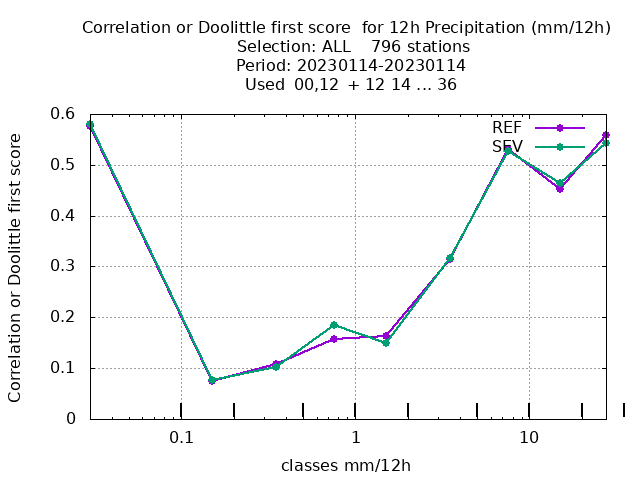 Correlation or Doolittle first score  for 12h Precipitation (mm/12h)
Selection: ALL    796 stations
Period: 20230114-20230114
Used  00,12  + 12 14 ... 36
Correlation or Doolittle first score
0.6
0.5
0.4
0.3
0.2
0.1
0
REF
SEV
0.1
1
10
classes mm/12h